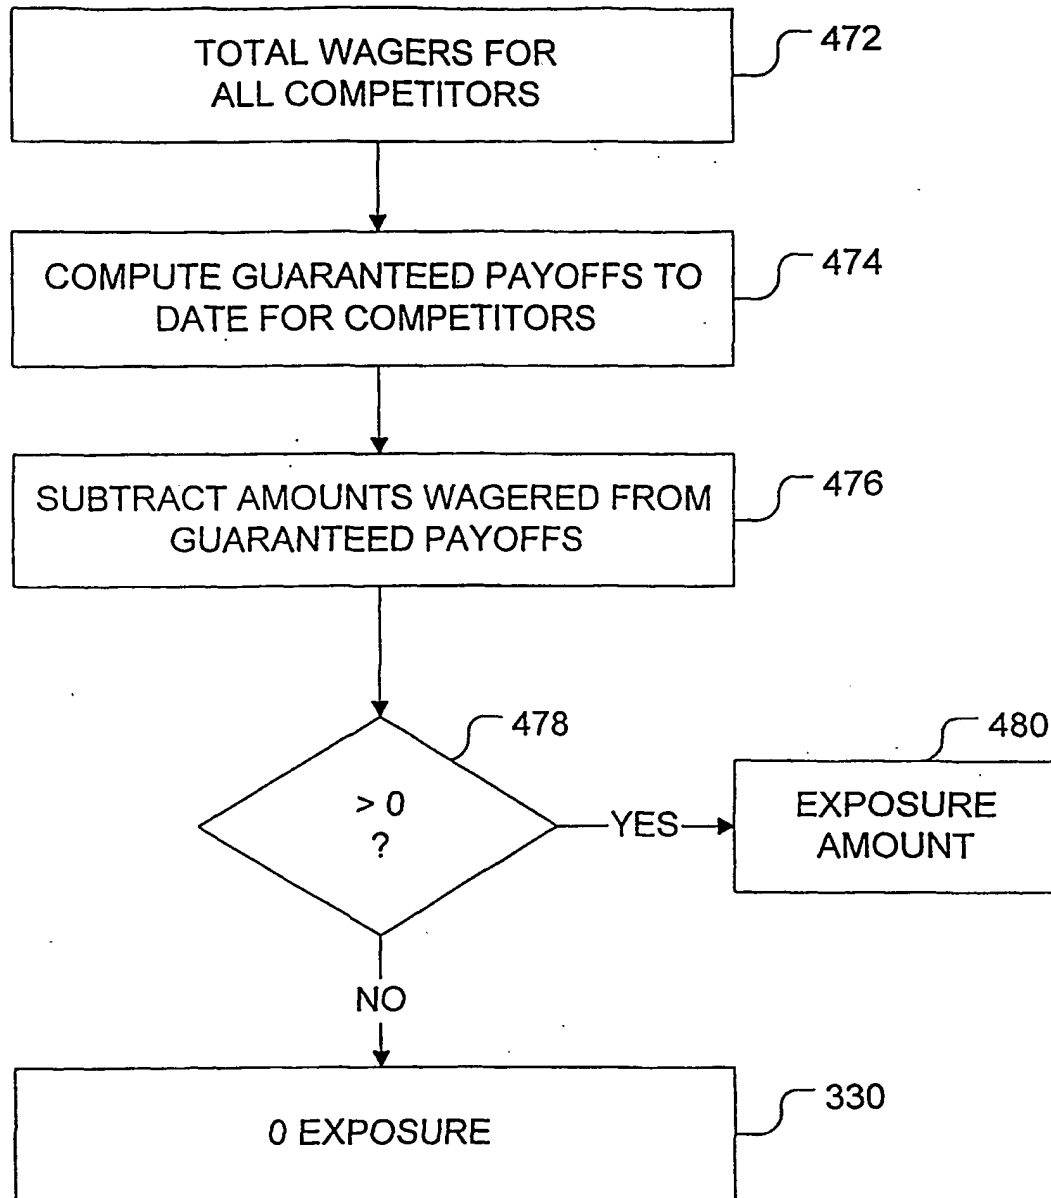 TOTAL WAGERS FOR
ALL COMPETITORS
472
COMPUTE GUARANTEED PAYOFFS TO
DATE FOR COMPETITORS
474
SUBTRACT AMOUNTS WAGERED FROM
GUARANTEED PAYOFFS
476
> 0
?
478
YES
EXPOSURE
AMOUNT
480
NO
0 EXPOSURE
330